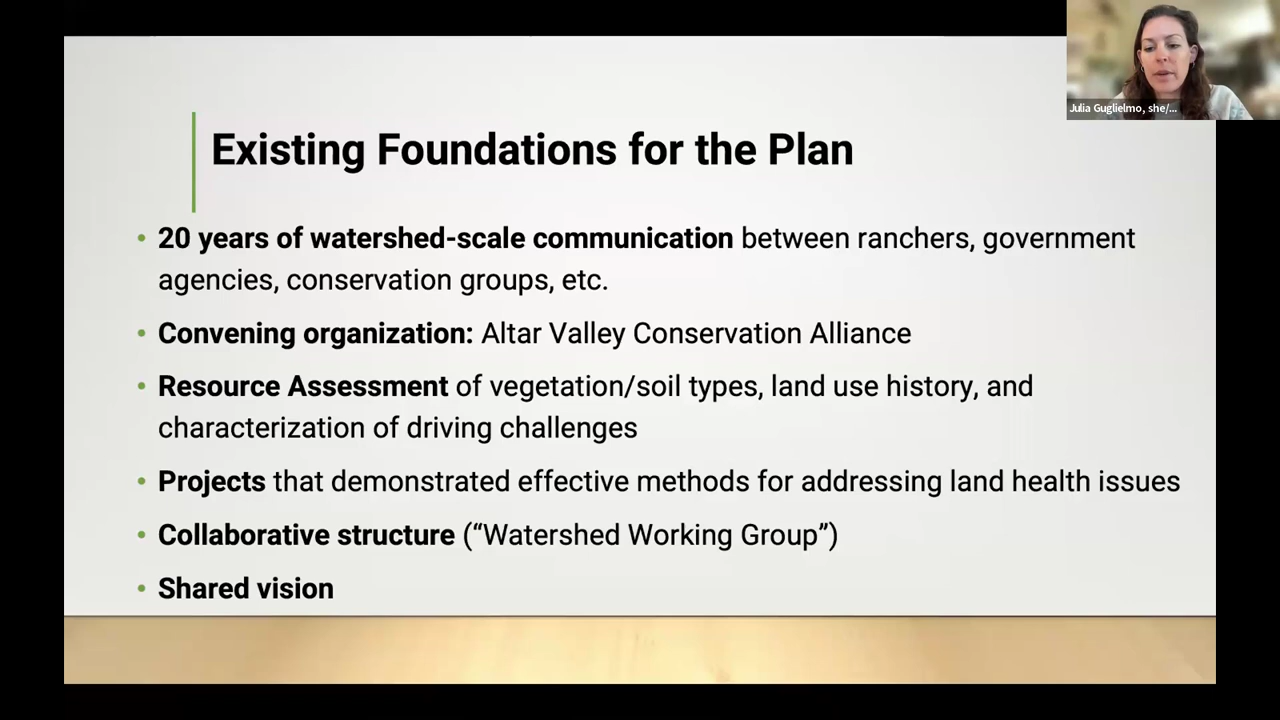 Julia Guglielmo, she/...
Existing Foundations for the Plan
• 20 years of watershed-scale communication between ranchers, government
agencies, conservation groups, etc.
• Convening organization: Altar Valley Conservation Alliance
• Resource Assessment of vegetation/soil types, land use history, and
characterization of driving challenges
• Projects that demonstrated effective methods for addressing land health issues
• Collaborative structure (“Watershed Working Group”)
• Shared vision